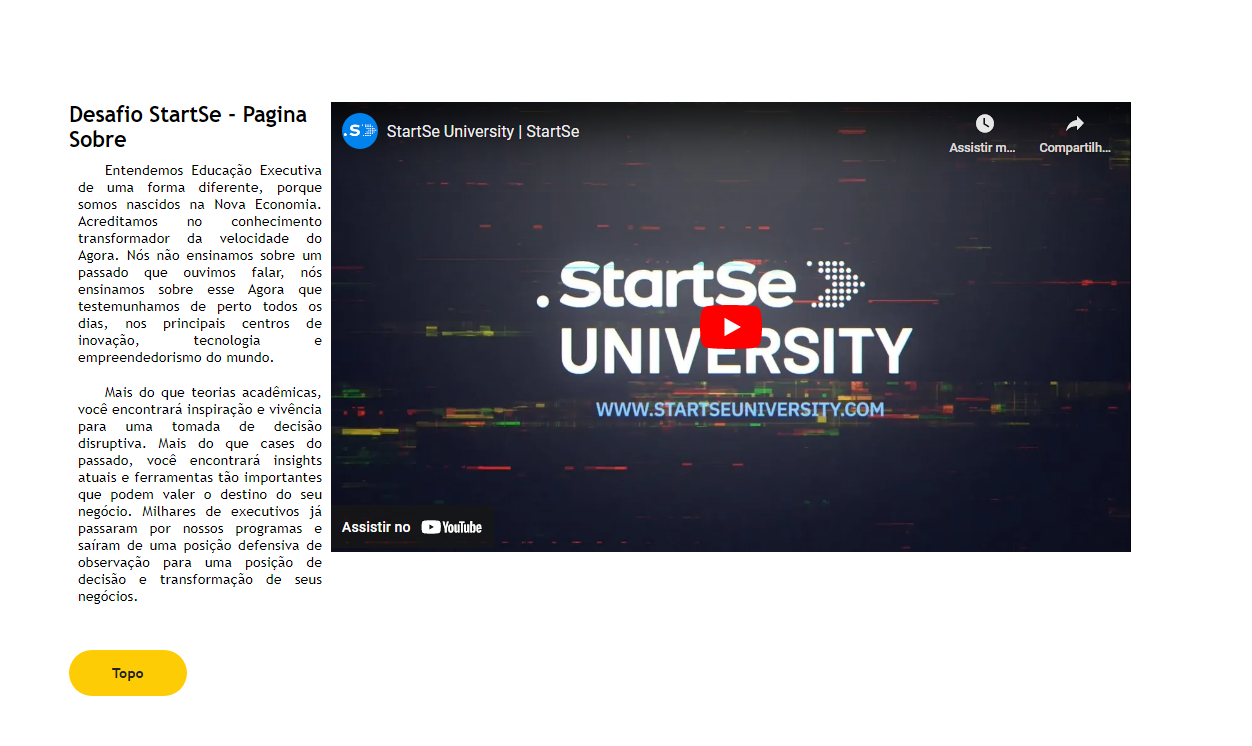 Desafio StartSe - Pagina
Sobre
Entendemos Educação Executiva
de uma forma diferente, porque
somos nascidos na Nova Economia.
Acreditamos no conhecimento
transformador da velocidade do
Agora. Nós não ensinamos sobre um
passado que ouvimos falar, nós
ensinamos sobre esse Agora que
testemunhamos de perto todos os
dias, nos principais centros de
inovação, tecnologia e
empreendedorismo do mundo.
Mais do que teorias acadêmicas,
você encontrará inspiração e vivência
para uma tomada de decisão
disruptiva. Mais do que cases do
passado, você encontrará insights
atuais e ferramentas tão importantes
que podem valer o destino do seu
negócio. Milhares de executivos já
passaram por nossos programas e
saíram de uma posição defensiva de
observação para uma posição de
decisão e transformação de seus
negócios.
.S
StartSe University | StartSe
Assistir m...
Compartilh...
.StartSe
UNIVERSITY
WWW.STARTSEUNIVERSITY.COM
Assistir no YouTube
Topo